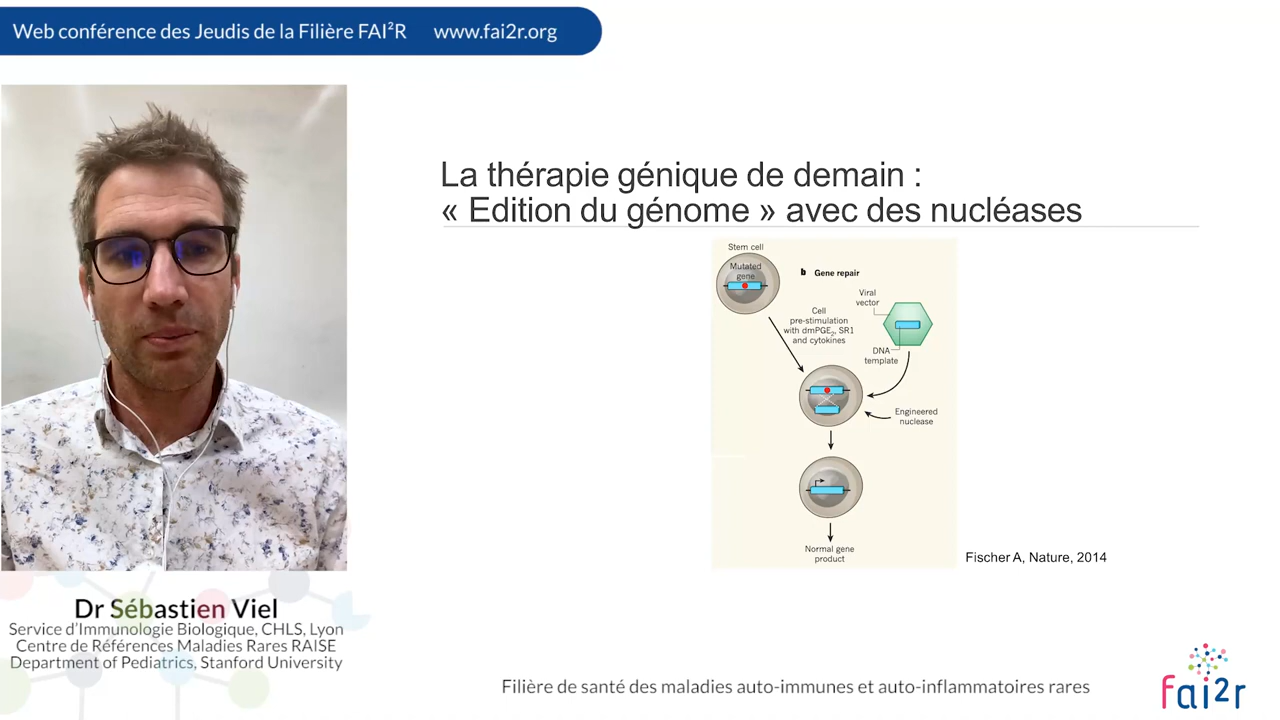 Web conférence des Jeudis de la Filière FAI²R www.fai2r.org
La thérapie génique de demain :
« Edition du génome » avec des nucléases
Stem cell
Mutated
gene
b Gene repair
Viral
vector
Cell
pre-stimulation
with dmPGE2, SR1
and cytokines
DNA
template
Engineered
nuclease
Normal gene
product
Fischer A, Nature, 2014
Dr Sébastien Viel
Service d'Immunologie Biologique, CHLS, Lyon
Centre de Références Maladies Rares RAISE
Department of Pediatrics, Stanford University
Filière de santé des maladies auto-immunes et auto-inflammatoires rares
fai2r